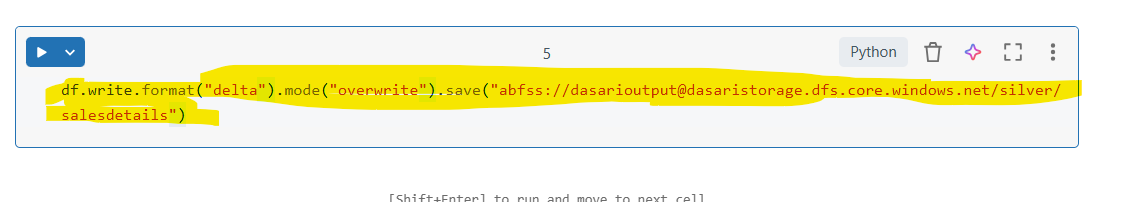 5
Python
df.write.format("delta").mode("overwrite").save("abfss://dasarioutput@dasaristorage.dfs.core.windows.net/silver/
salesdetails")
[Shift+Enter] to run and move to next cell